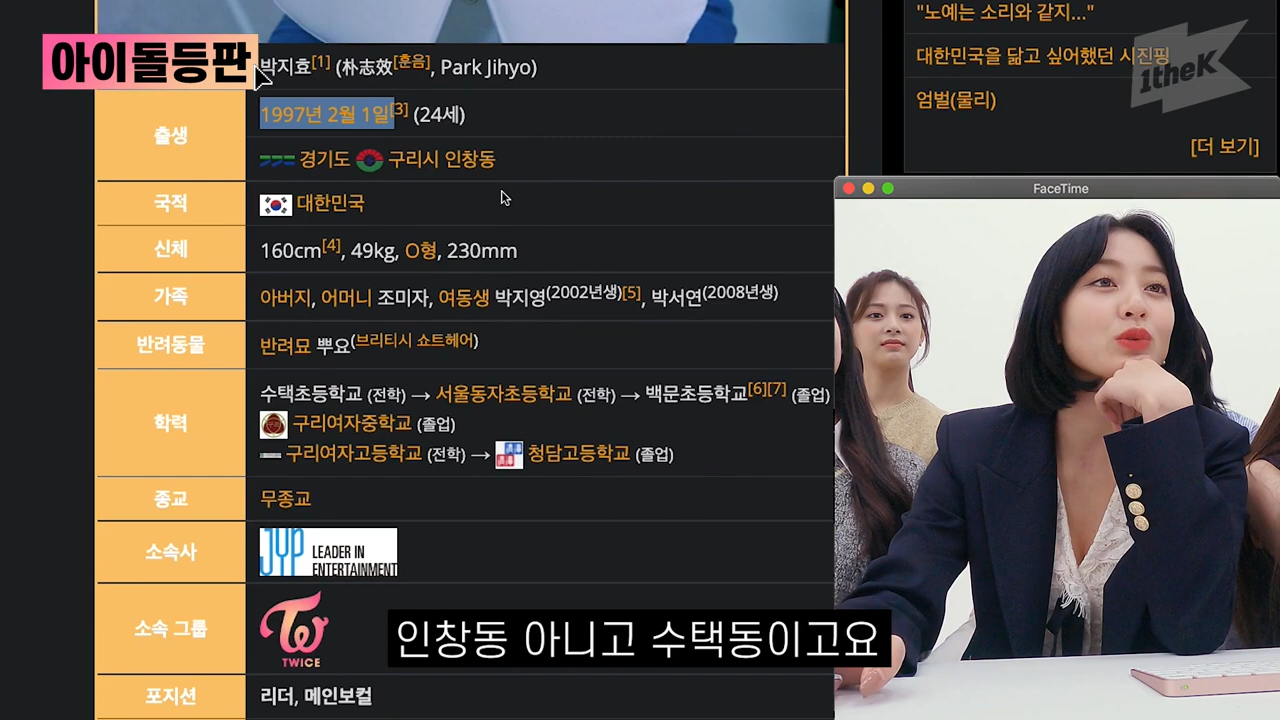 아이돌등판
박지효[1] (朴志效[훈음], Park Jihyo)
출생
1997년 2월 1일[3] (24세)
경기도 구리시 인창동
국적
대한민국
신체
160cm[4], 49kg, O형, 230mm
가족
아버지, 어머니 조미자, 여동생 박지영(2002년생)[5], 박서연(2008년생)
반려동물
반려묘 뿌요(브리티시 쇼트헤어)
학력
수택초등학교 (전학) → 서울동자초등학교 (전학) → 백문초등학교[6][7] (졸업)
구리여자중학교 (졸업)
구리여자고등학교 (전학) → 청담고등학교 (졸업)
종교
무종교
소속사
JYP LEADER IN
ENTERTAINMENT
소속 그룹
TWICE
포지션
리더, 메인보컬
"노예는 소리와 같지..."
대한민국을 닮고 싶어했던 시진핑
엄벌(물리)
[더 보기]
1theK
FaceTime
인창동 아니고 수택동이고요